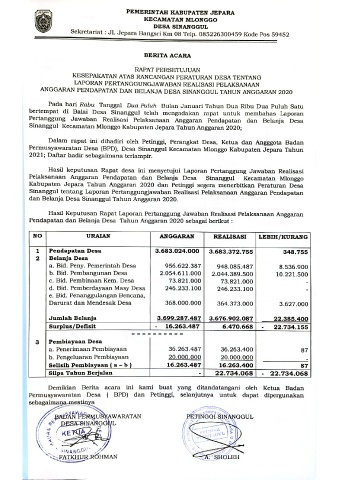 PEMERINTAH KABUPATEN JEPARA
KECAMATAN MLONGGO
DESA SINANGGUL
Sekretariat : Jl. Jepara Bangsri Km 08 Telp. 085226300459 Kode Pos 59452
BERITA ACARA
RAPAT PERSETUJUAN
KESEPAKATAN ATAS RANCANGAN PERATURAN DESA TENTANG
LAPORAN PERTANGGUNGJAWABAN REALISASI PELAKSANAAN
ANGGARAN PENDAPATAN DAN BELANJA DESA SINANGGUL TAHUN ANGGARAN 2020
Pada hari Rabu Tanggal Dua Puluh Bulan Januari Tahun Dua Ribu Dua Puluh Satu
bertempat di Balai Desa Sinanggul telah mengadakan rapat untuk membahas Laporan
Pertanggung Jawaban Realisasi Pelaksanaan Anggaran Pendapatan dan Belanja Desa
Sinanggul Kecamatan Mlonggo Kabupaten Jepara Tahun Anggaran 2020;
Dalam rapat ini dihadiri oleh Petinggi, Perangkat Desa, Ketua dan Anggota Badan
Permusyawaratan Desa (BPD), Desa Sinanggul Kecamatan Mlonggo Kabupaten Jepara Tahun
2021; Daftar hadir sebagaimana terlampir.
Hasil keputusan Rapat desa ini menyetujui Laporan Pertanggung Jawaban Realisasi
Pelaksanaan Anggaran Pendapatan dan Belanja Desa Sinanggul Kecamatan Mlonggo
Kabupaten Jepara Tahun Anggaran 2020 dan Petinggi segera menerbitkan Peraturan Desa
Sinanggul tentang Laporan Pertanggungjawaban Realisasi Anggaran Pendapatan dan
Belanja Desa Sinanggul Tahun Anggaran 2020.
Hasil Keputusan Rapat Laporan Pertanggung Jawaban Realisasi Pelaksanaan Anggaran
Pendapatan dan Belanja Desa Tahun Anggaran 2020 sebagai berikut :
NO URAIAN ANGGARAN REALISASI LEBIH/KURANG
1 Pendapatan Desa 3.683.024.000 3.683.372.755 348.755
2 Belanja Desa
a. Bid. Peny. Pemerintah Desa 956.622.387 948.085.487 8.536.900
b. Bid. Pembangunan Desa 2.054.611.000 2.044.389.500 10.221.500
c. Bid. Pembinaan Kem. Desa 73.821.000 73.821.000 -
d. Bid. Pemberdayaan Masy Desa 246.233.100 246.233.100 -
e. Bid. Penanggulangan Bencana,
Darurat dan Mendesak Desa 368.000.000 364.373.000 3.627.000
Jumlah Belanja 3.699.287.487 3.676.902.087 22.385.400
Surplus/Defisit - 16.263.487 6.470.668 - 22.734.155
3 Pembiayaan Desa
a. Penerimaan Pembiayaan 36.263.487 36.263.400 87
b. Pengeluaran Pembiayaan 20.000.000 20.000.000 -
Selisih Pembiayaan ( a – b ) 16.263.487 16.263.400 87
Silpa Tahun Berjalan - 22.734.068 - 22.734.068
Demikian Berita acara ini kami buat yang ditandatangani oleh Ketua Badan
Permusyawaratan Desa ( BPD) dan Petinggi, selanjutnya untuk dapat dipergunakan
sebagaimana mestinya
BADAN PERMUSYAWARATAN
DESA SINANGGUL
PETINGGI SINANGGUL
KETUA
FATKHUR ROHMAN
A. SHOLEH